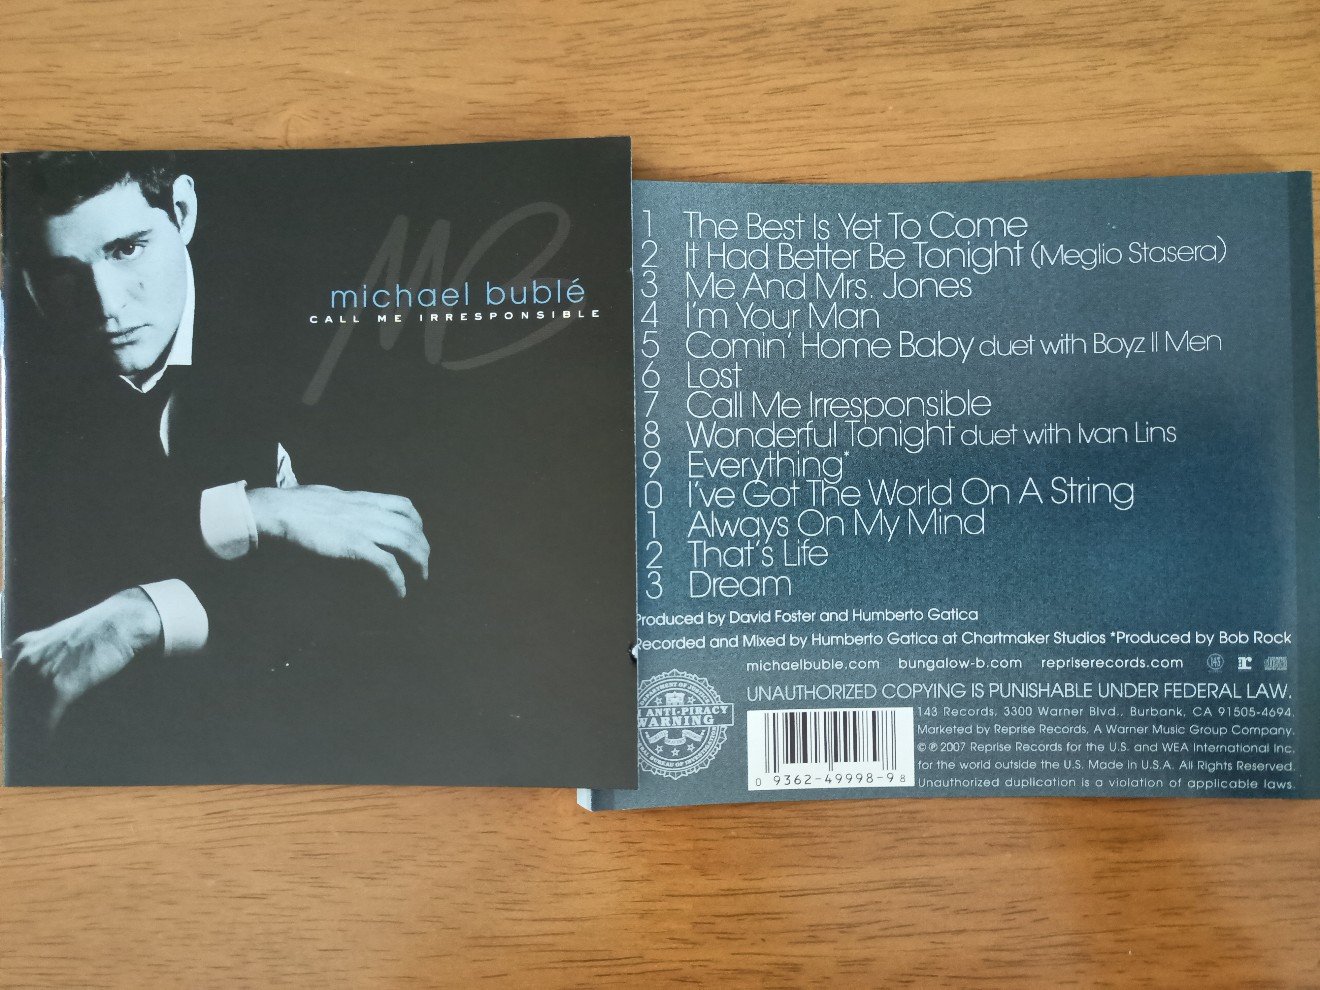 MB
michael bublé
CALL ME IRRESPONSIBLE
1 The Best Is Yet To Come
2 It Had Better Be Tonight (Meglio Stasera)
3 Me And Mrs. Jones
4 I'm Your Man
5 Comin' Home Baby duet with Boyz II Men
6 Lost
7 Call Me Irresponsible
8 Wonderful Tonight duet with Ivan Lins
9 Everything*
0 I've Got The World On A String
1 Always On My Mind
2 That's Life
3 Dream
Produced by David Foster and Humberto Gatica
Recorded and Mixed by Humberto Gatica at Chartmaker Studios *Produced by Bob Rock
michaelbuble.com bungalow-b.com repriserecords.com
143
ANTI-PIRACY
WARNING
UNAUTHORIZED COPYING IS PUNISHABLE UNDER FEDERAL LAW.
143 Records, 3300 Warner Blvd., Burbank, CA 91505-4694.
Marketed by Reprise Records, A Warner Music Group Company.
© ℗ 2007 Reprise Records for the U.S. and WEA International Inc.
for the world outside the U.S. Made in U.S.A. All Rights Reserved.
Unauthorized duplication is a violation of applicable laws.
0 9362-49998-9 8